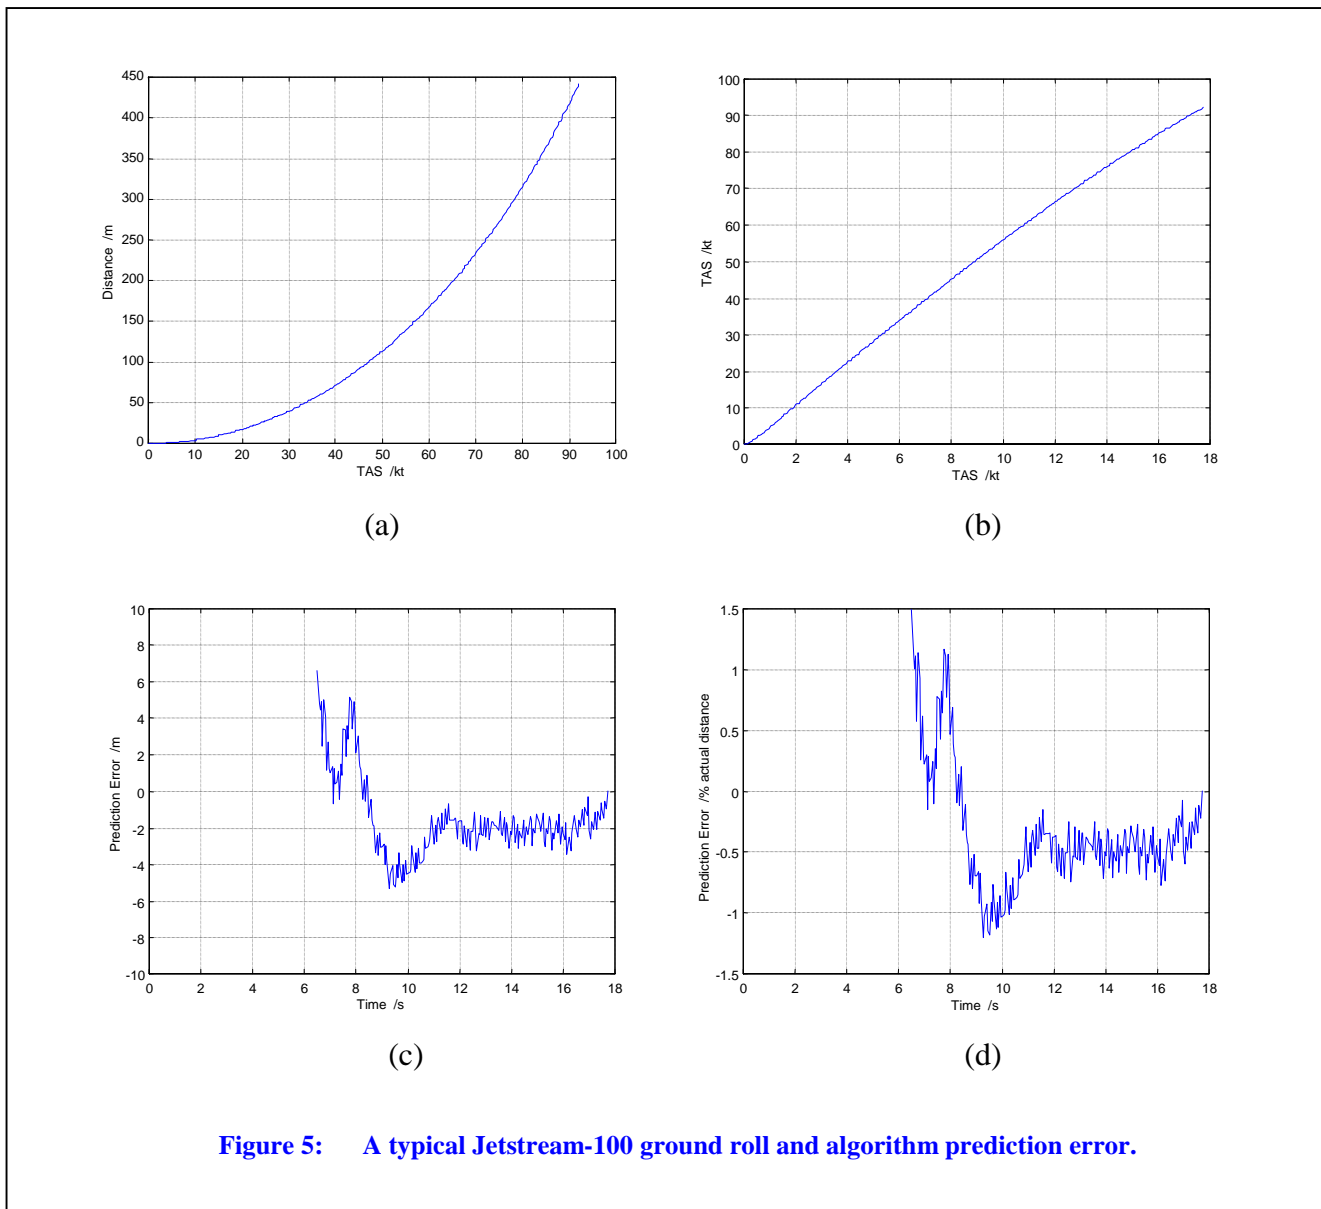 450
400
350
300
250
200
150
100
50
0
Distance /m
0 10 20 30 40 50 60 70 80 90 100
TAS /kt
(a)
100
90
80
70
60
50
40
30
20
10
0
TAS /kt
0 2 4 6 8 10 12 14 16 18
TAS /kt
(b)
10
8
6
4
2
0
-2
-4
-6
-8
-10
Prediction Error /m
0 2 4 6 8 10 12 14 16 18
Time /s
(c)
1.5
1
0.5
0
-0.5
-1
-1.5
Prediction Error /% actual distance
0 2 4 6 8 10 12 14 16 18
Time /s
(d)
Figure 5: A typical Jetstream-100 ground roll and algorithm prediction error.